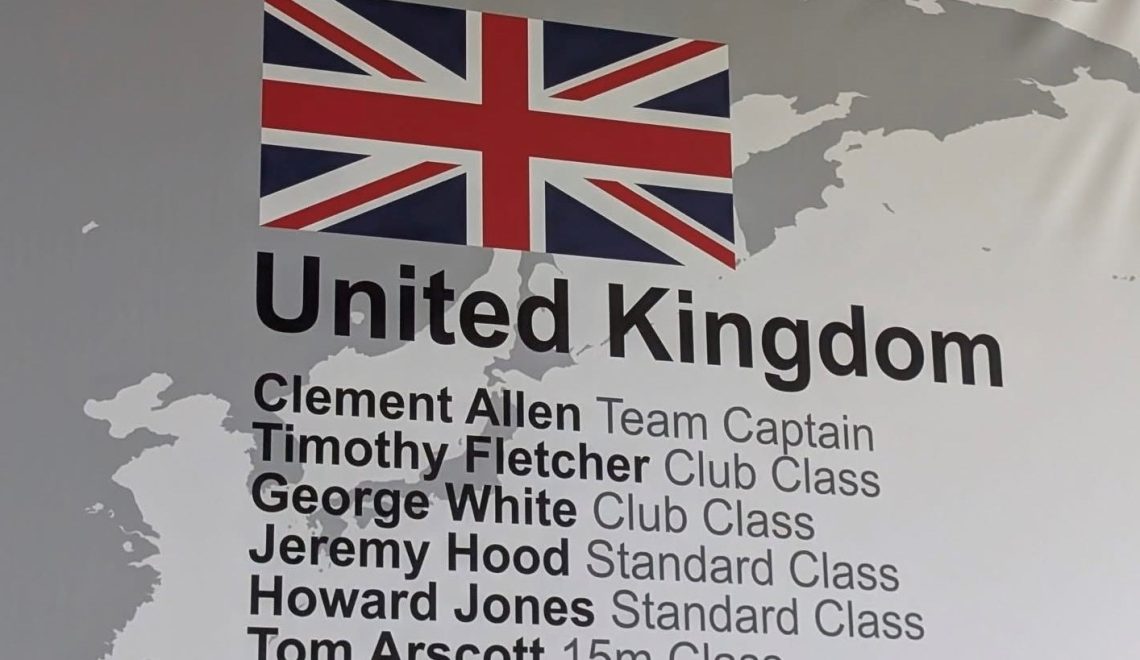 United Kingdom
Clement Allen Team Captain
Timothy Fletcher Club Class
George White Club Class
Jeremy Hood Standard Class
Howard Jones Standard Class
Tom Arscott 15m Class